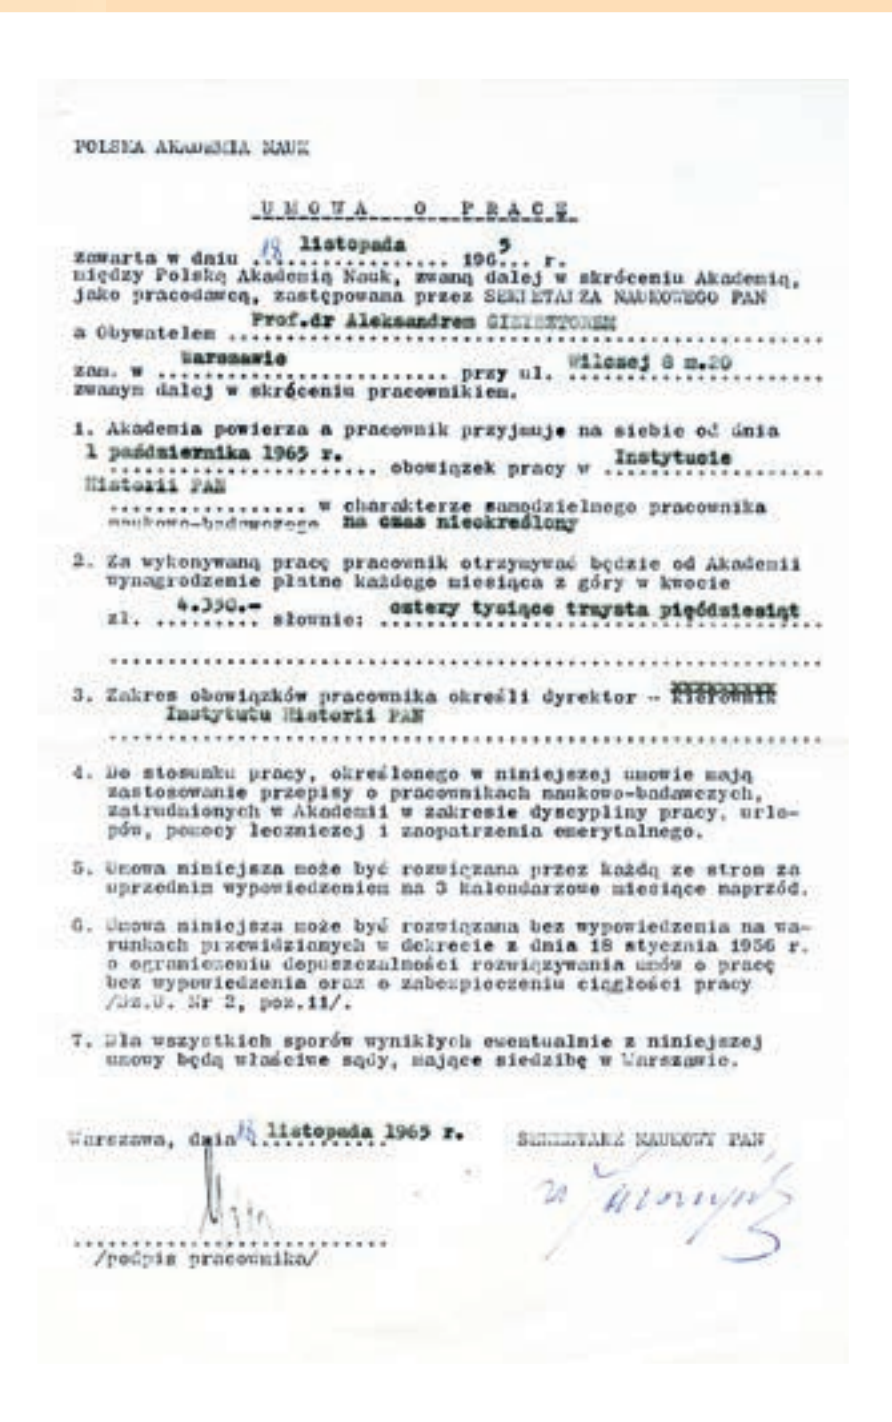 POLSKA AKADEMIA NAUK
UMOWA O PRACĘ
zawarta w dniu 18 listopada 1965 r.
między Polską Akademią Nauk, zwaną dalej w skróceniu Akademią,
jako pracodawcą, zastępowana przez SEKRETARZA NAUKOWEGO PAN
a Obywatelem Prof.dr Aleksandrem GIEYSZTOREM
zam. w Warszawie przy ul. Wilczej 8 m.20
zwanym dalej w skróceniu pracownikiem.
1. Akademia powierza a pracownik przyjmuje na siebie od dnia
1 października 1965 r. obowiązek pracy w Instytucie
Historii PAN
w charakterze samodzielnego pracownika
naukowo-badawczego na czas nieokreślony
2. Za wykonywaną pracę pracownik otrzymywać będzie od Akademii
wynagrodzenie płatne każdego miesiąca z góry w kwocie
zł. 4.350.- słownie: cztery tysiące trzysta pięćdziesiąt
3. Zakres obowiązków pracownika określi dyrektor - kierownik
Instytutu Historii PAN
4. Do stosunku pracy, określonego w niniejszej umowie mają
zastosowanie przepisy o pracownikach naukowo-badawczych,
zatrudnionych w Akademii w zakresie dyscypliny pracy, urlo-
pów, pomocy leczniczej i zaopatrzenia emerytalnego.
5. Umowa niniejsza może być rozwiązana przez każdą ze stron za
uprzednim wypowiedzeniem na 3 kalendarzowe miesiące naprzód.
6. Umowa niniejsza może być rozwiązana bez wypowiedzenia na wa-
runkach przewidzianych w dekrecie z dnia 18 stycznia 1956 r.
o ograniczeniu dopuszczalności rozwiązywania umów o pracę
bez wypowiedzenia oraz o zabezpieczeniu ciągłości pracy
/Dz.U. Nr 2, poz.11/.
7. Dla wszystkich sporów wynikłych ewentualnie z niniejszej
umowy będą właściwe sądy, mające siedzibę w Warszawie.
Warszawa, dnia 18 listopada 1965 r.
SEKRETARZ NAUKOWY PAN
/podpis pracownika/